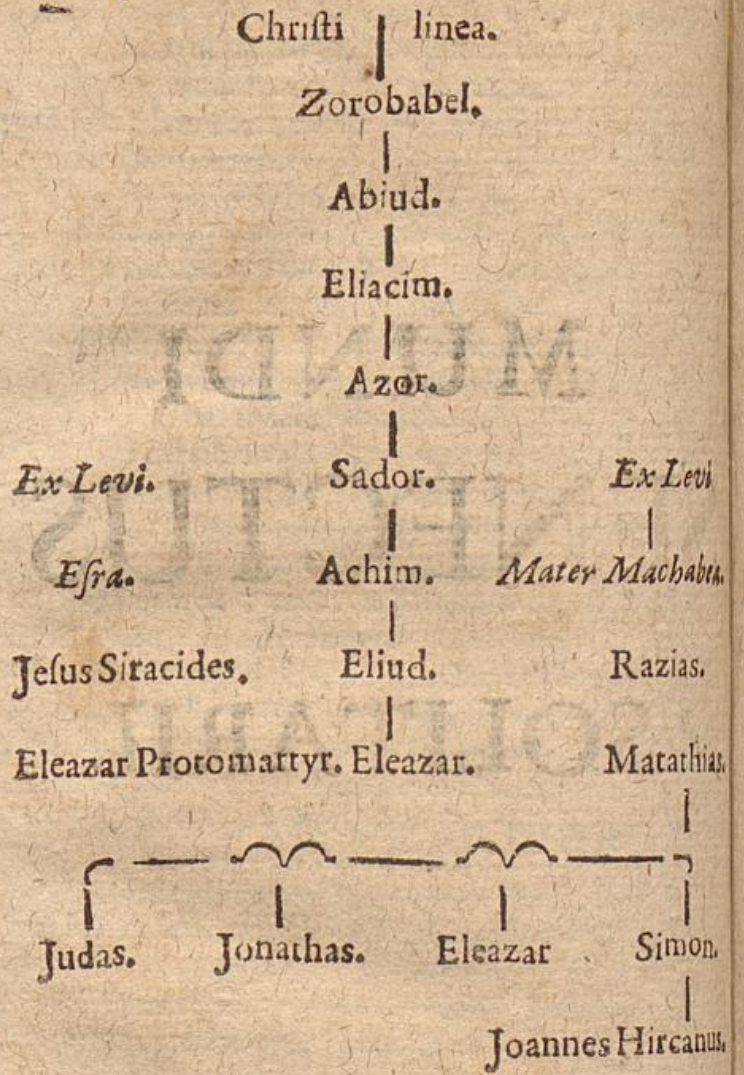 Chriſti linea.
Zorobabel.
Abiud.
Eliacim.
Azor.
Ex Levi. Sador. Ex Levi
Eſra. Achim. Mater Machabæa.
Jeſus Siracides. Eliud. Razias.
Eleazar Protomartyr. Eleazar. Matathias.
Judas. Jonathas. Eleazar Simon.
Joannes Hircanus.